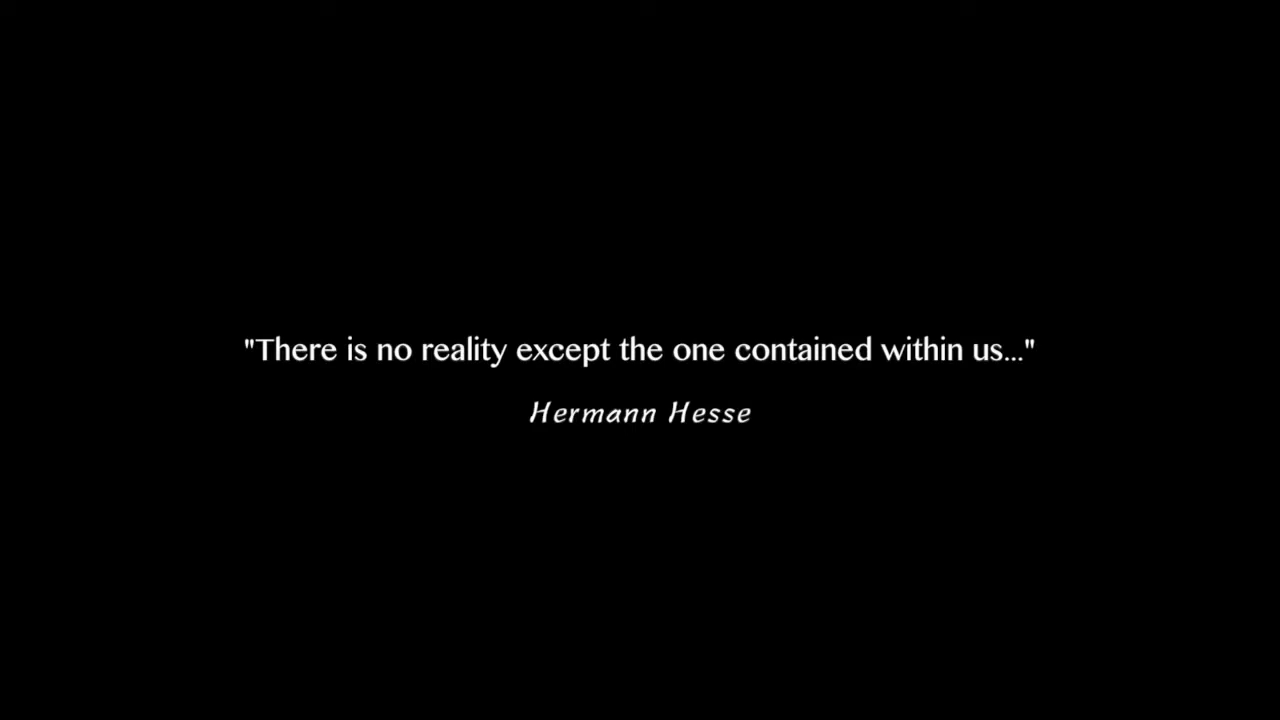 "There is no reality except the one contained within us..."
Hermann Hesse